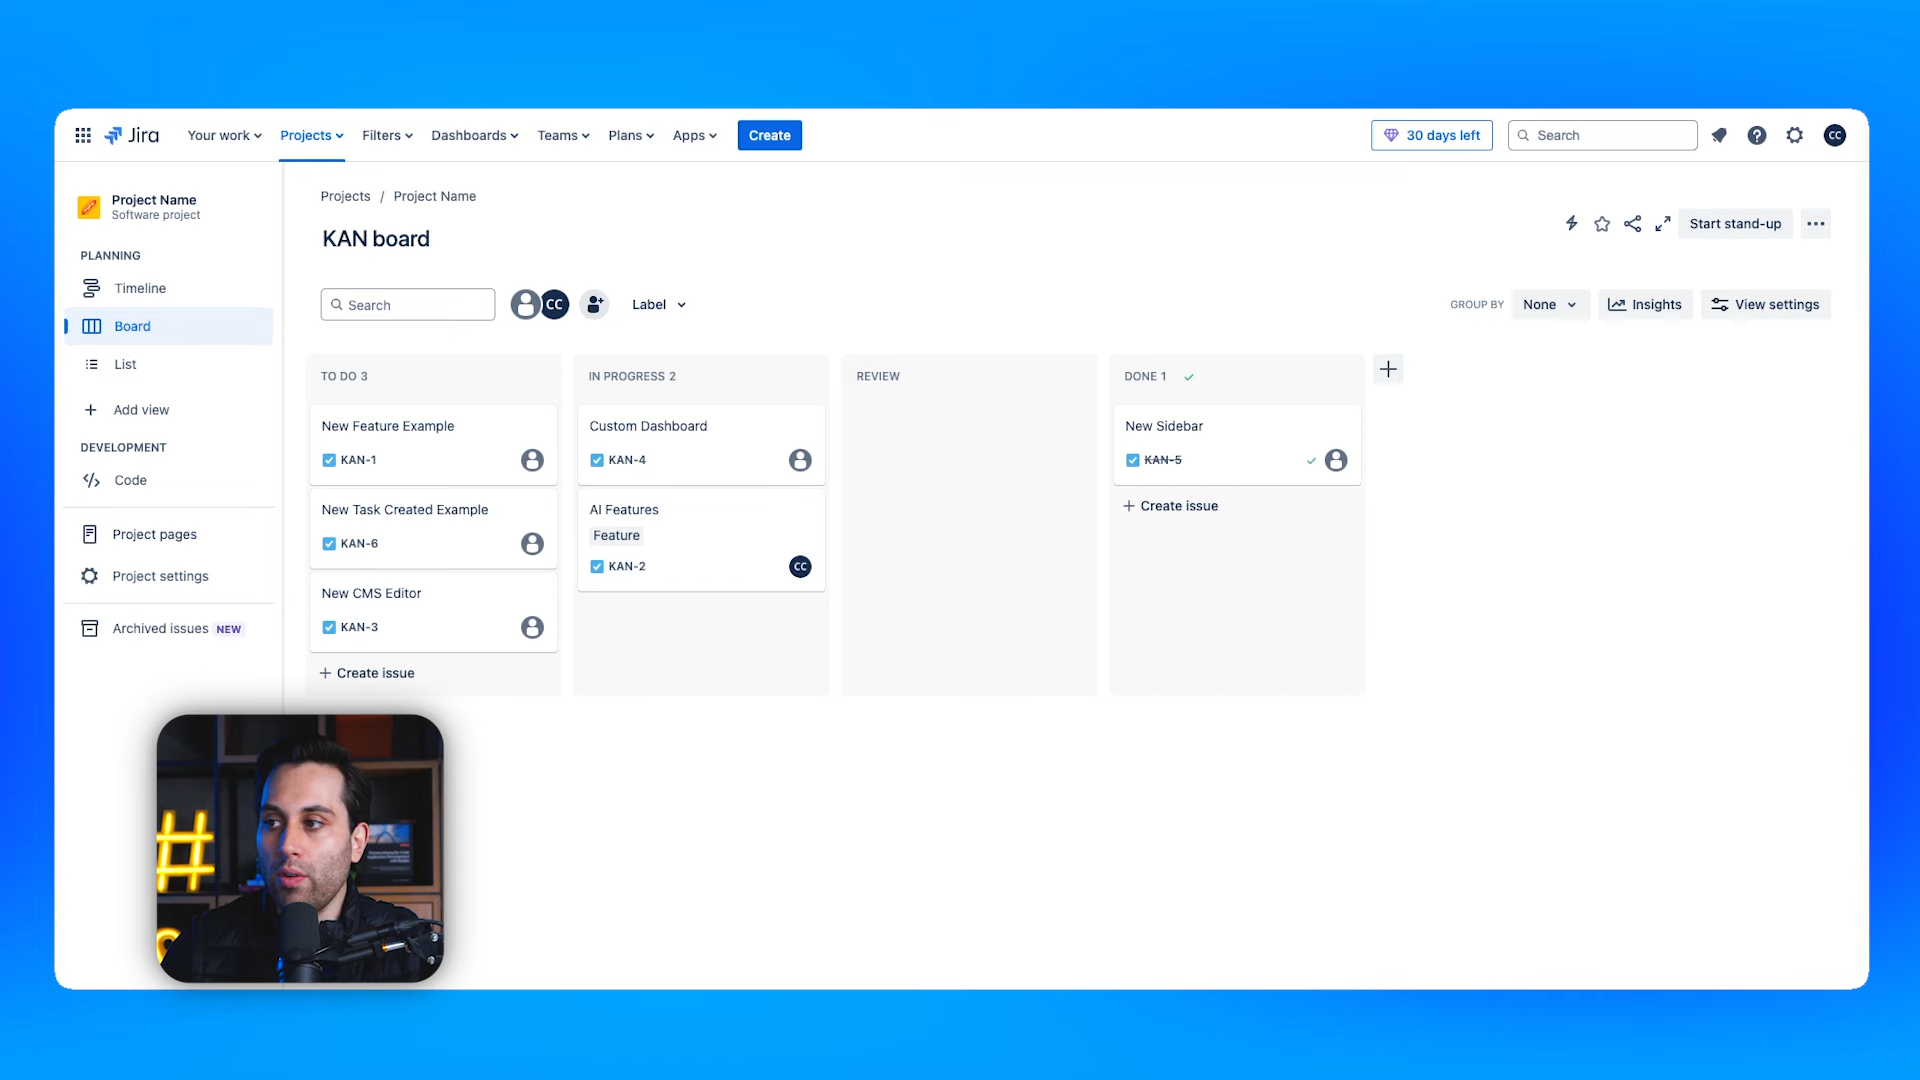 Jira
Your work
Projects
Filters
Dashboards
Teams
Plans
Apps
Create
30 days left
Search
CC
Project Name
Software project
PLANNING
Timeline
Board
List
Add view
DEVELOPMENT
Code
Project pages
Project settings
Archived issues NEW
Projects / Project Name
KAN board
Start stand-up
Search
CC
Label
GROUP BY
None
Insights
View settings
TO DO 3
New Feature Example
KAN-1
New Task Created Example
KAN-6
New CMS Editor
KAN-3
+ Create issue
IN PROGRESS 2
Custom Dashboard
KAN-4
AI Features
Feature
KAN-2
CC
REVIEW
DONE 1
New Sidebar
KAN-5
+ Create issue
#